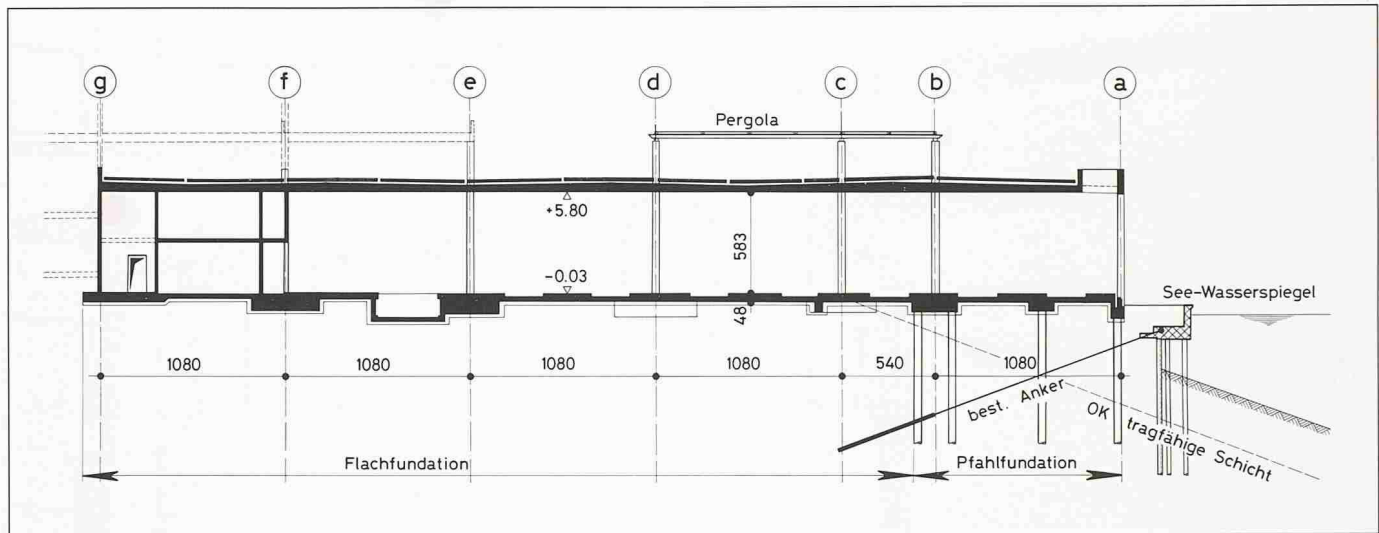 g f e d c b a
Pergola
+5.80
583
-0.03
48
See-Wasserspiegel
1080 1080 1080 1080 540 1080
best. Anker
OK tragfähige Schicht
Flachfundation
Pfahlfundation